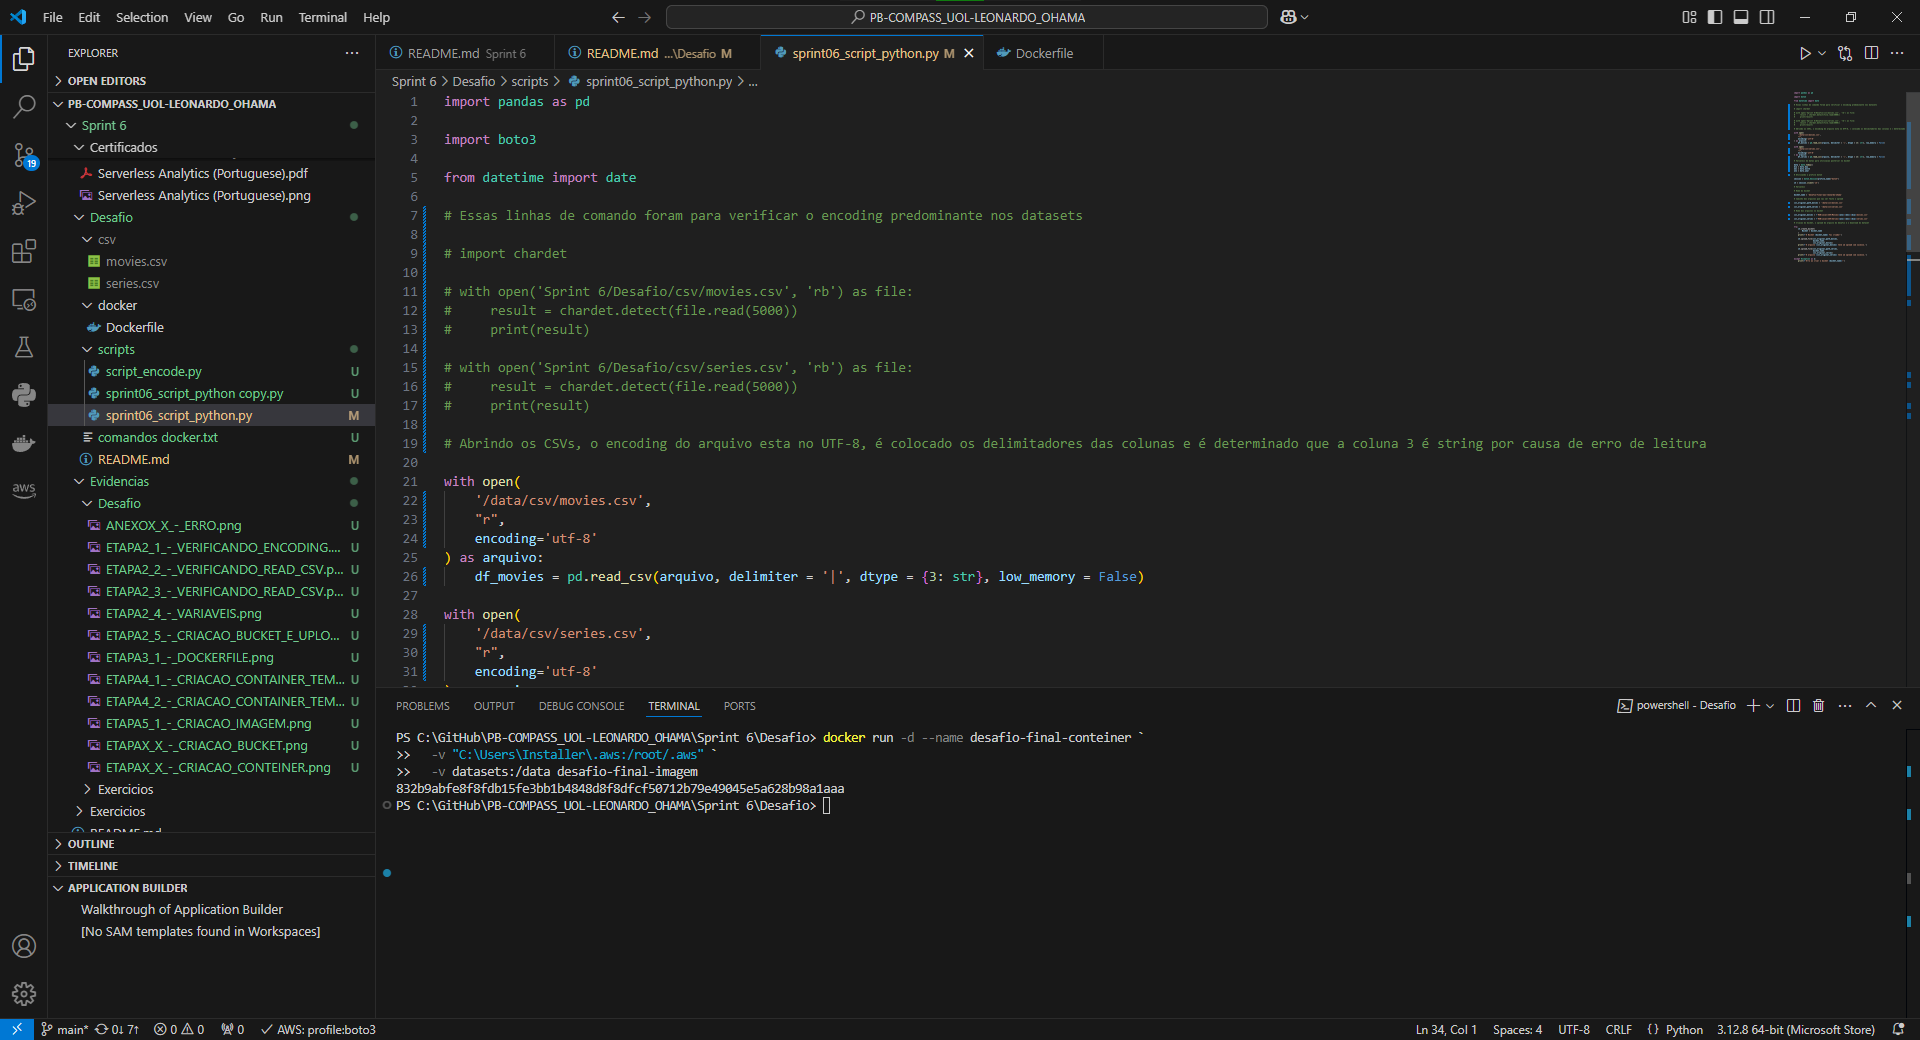 File Edit Selection View Go Run Terminal Help
PB-COMPASS_UOL-LEONARDO_OHAMA
EXPLORER
OPEN EDITORS
PB-COMPASS_UOL-LEONARDO_OHAMA
Sprint 6
Certificados
Serverless Analytics (Portuguese).pdf
Serverless Analytics (Portuguese).png
Desafio
csv
movies.csv
series.csv
docker
Dockerfile
scripts
script_encode.py U
sprint06_script_python copy.py U
sprint06_script_python.py M
comandos docker.txt U
README.md M
Evidencias
Desafio
ANEXOX_X_-_ERRO.png U
ETAPA2_1_-_VERIFICANDO_ENCODING.... U
ETAPA2_2_-_VERIFICANDO_READ_CSV.p... U
ETAPA2_3_-_VERIFICANDO_READ_CSV.p... U
ETAPA2_4_-_VARIAVEIS.png U
ETAPA2_5_-_CRIACAO_BUCKET_E_UPLO... U
ETAPA3_1_-_DOCKERFILE.png U
ETAPA4_1_-_CRIACAO_CONTAINER_TEM... U
ETAPA4_2_-_CRIACAO_CONTAINER_TEM... U
ETAPA5_1_-_CRIACAO_IMAGEM.png U
ETAPAX_X_-_CRIACAO_BUCKET.png U
ETAPAX_X_-_CRIACAO_CONTEINER.png U
Exercicios
Exercicios
README.md
OUTLINE
TIMELINE
APPLICATION BUILDER
Walkthrough of Application Builder
[No SAM templates found in Workspaces]
19
aws
README.md Sprint 6
README.md ...\Desafio M
sprint06_script_python.py M
Dockerfile
Sprint 6 > Desafio > scripts > sprint06_script_python.py > ...
1 import pandas as pd
2
3 import boto3
4
5 from datetime import date
6
7 # Essas linhas de comando foram para verificar o encoding predominante nos datasets
8
9 # import chardet
10
11 # with open('Sprint 6/Desafio/csv/movies.csv', 'rb') as file:
12 #     result = chardet.detect(file.read(5000))
13 #     print(result)
14
15 # with open('Sprint 6/Desafio/csv/series.csv', 'rb') as file:
16 #     result = chardet.detect(file.read(5000))
17 #     print(result)
18
19 # Abrindo os CSVs, o encoding do arquivo esta no UTF-8, é colocado os delimitadores das colunas e é determinado que a coluna 3 é string por causa de erro de leitura
20
21 with open(
22     '/data/csv/movies.csv',
23     "r",
24     encoding='utf-8'
25 ) as arquivo:
26     df_movies = pd.read_csv(arquivo, delimiter = '|', dtype = {3: str}, low_memory = False)
27
28 with open(
29     '/data/csv/series.csv',
30     "r",
31     encoding='utf-8'
PROBLEMS OUTPUT DEBUG CONSOLE TERMINAL PORTS
powershell - Desafio
PS C:\GitHub\PB-COMPASS_UOL-LEONARDO_OHAMA\Sprint 6\Desafio> docker run -d --name desafio-final-conteiner `
>>   -v "C:\Users\Installer\.aws:/root/.aws" `
>>   -v datasets:/data desafio-final-imagem
832b9abfe8f8fdb15fe3bb1b4848d8f8dfcf50712b79e49045e5a628b98a1aaa
PS C:\GitHub\PB-COMPASS_UOL-LEONARDO_OHAMA\Sprint 6\Desafio>
main* 0↓ 7↑ 0 0 0 AWS: profile:boto3
Ln 34, Col 1 Spaces: 4 UTF-8 CRLF {} Python 3.12.8 64-bit (Microsoft Store)